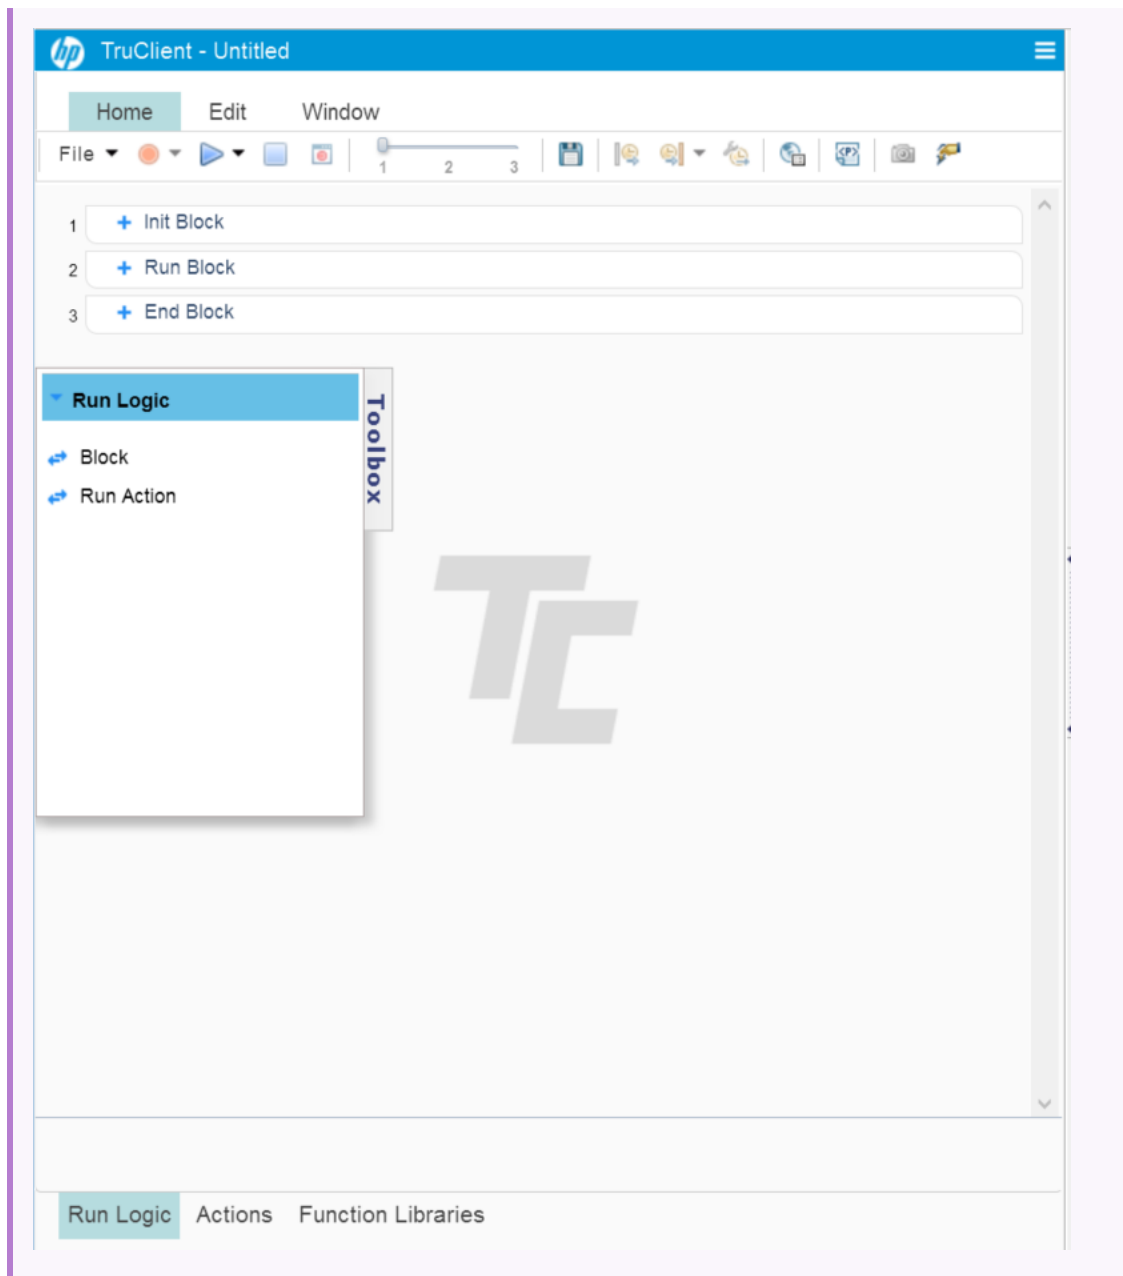 hp TruClient - Untitled
Home Edit Window
File 1 2 3 <P>
1 + Init Block
2 + Run Block
3 + End Block
Run Logic
Toolbox
Block
Run Action
TC
Run Logic Actions Function Libraries